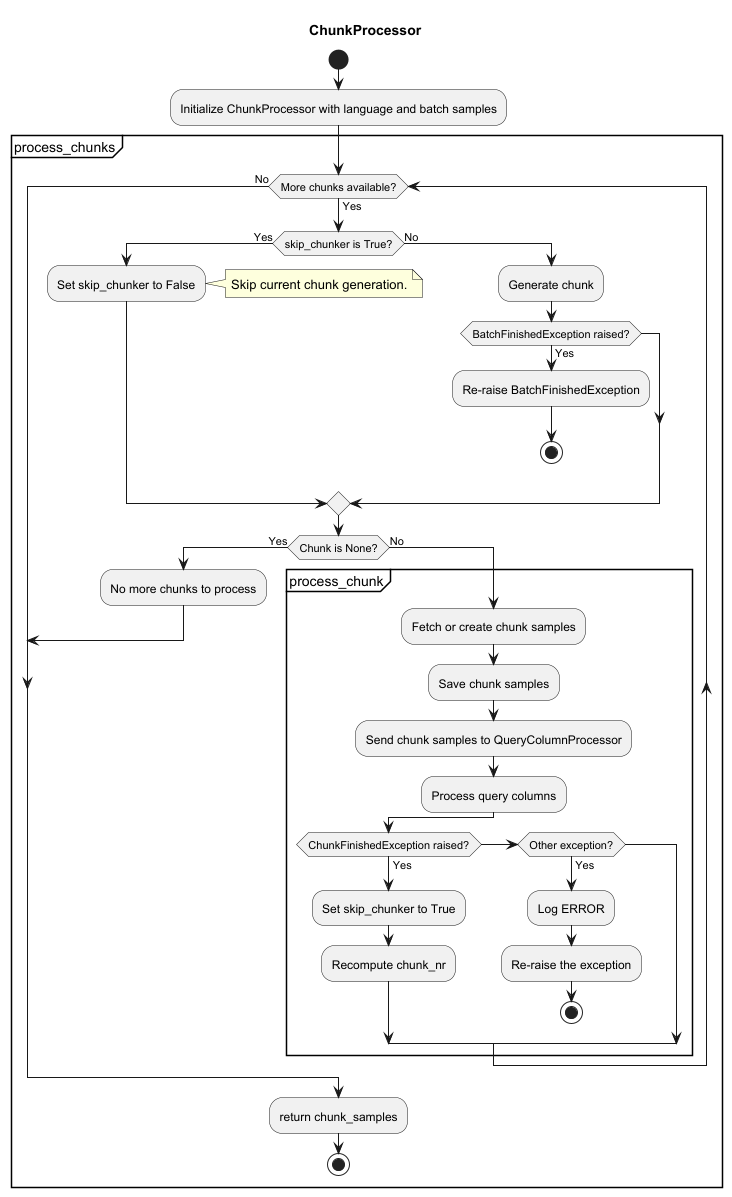 ChunkProcessor
Initialize ChunkProcessor with language and batch samples
process_chunks
No
More chunks available?
Yes
Yes
skip_chunker is True?
No
Set skip_chunker to False
Skip current chunk generation.
Generate chunk
BatchFinishedException raised?
Yes
Re-raise BatchFinishedException
Yes
Chunk is None?
No
No more chunks to process
process_chunk
Fetch or create chunk samples
Save chunk samples
Send chunk samples to QueryColumnProcessor
Process query columns
ChunkFinishedException raised?
Other exception?
Yes
Yes
Set skip_chunker to True
Log ERROR
Recompute chunk_nr
Re-raise the exception
return chunk_samples